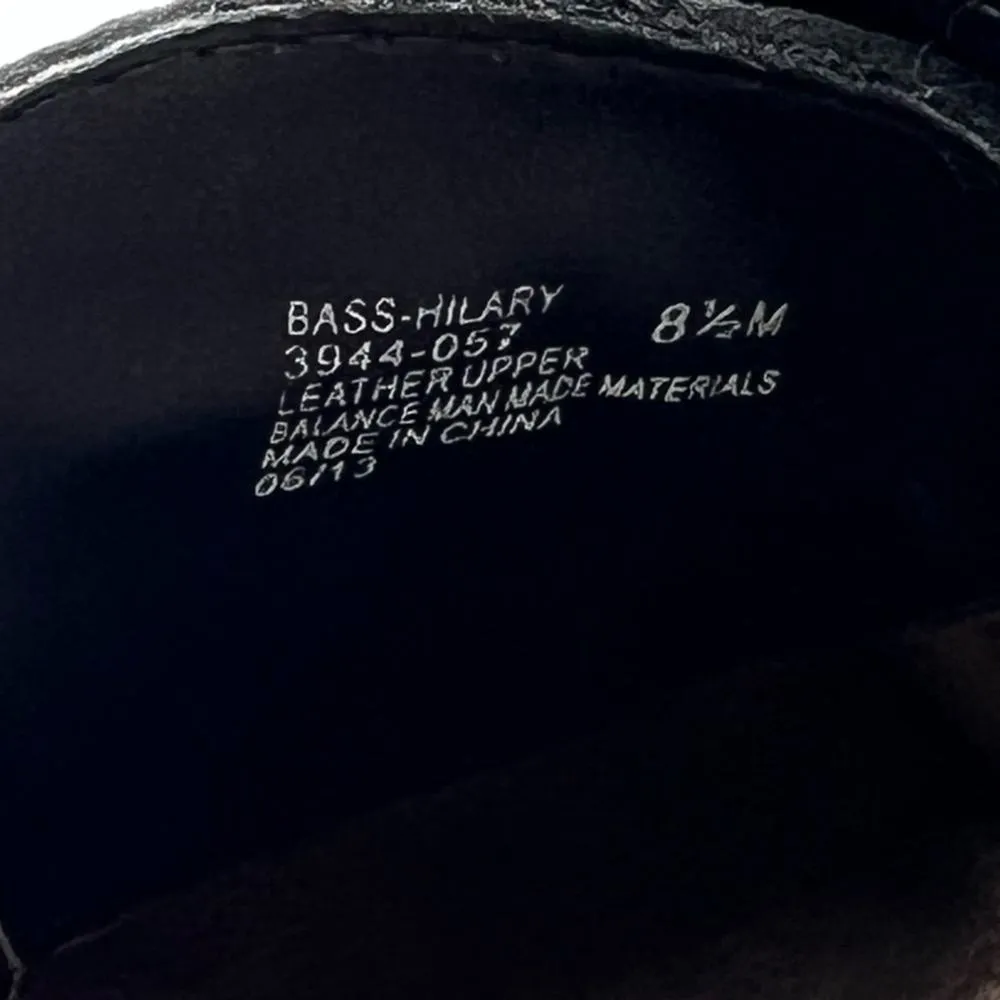 BASS-HILARY 8½M
3944-057
LEATHER UPPER
BALANCE MAN MADE MATERIALS
MADE IN CHINA
06/13